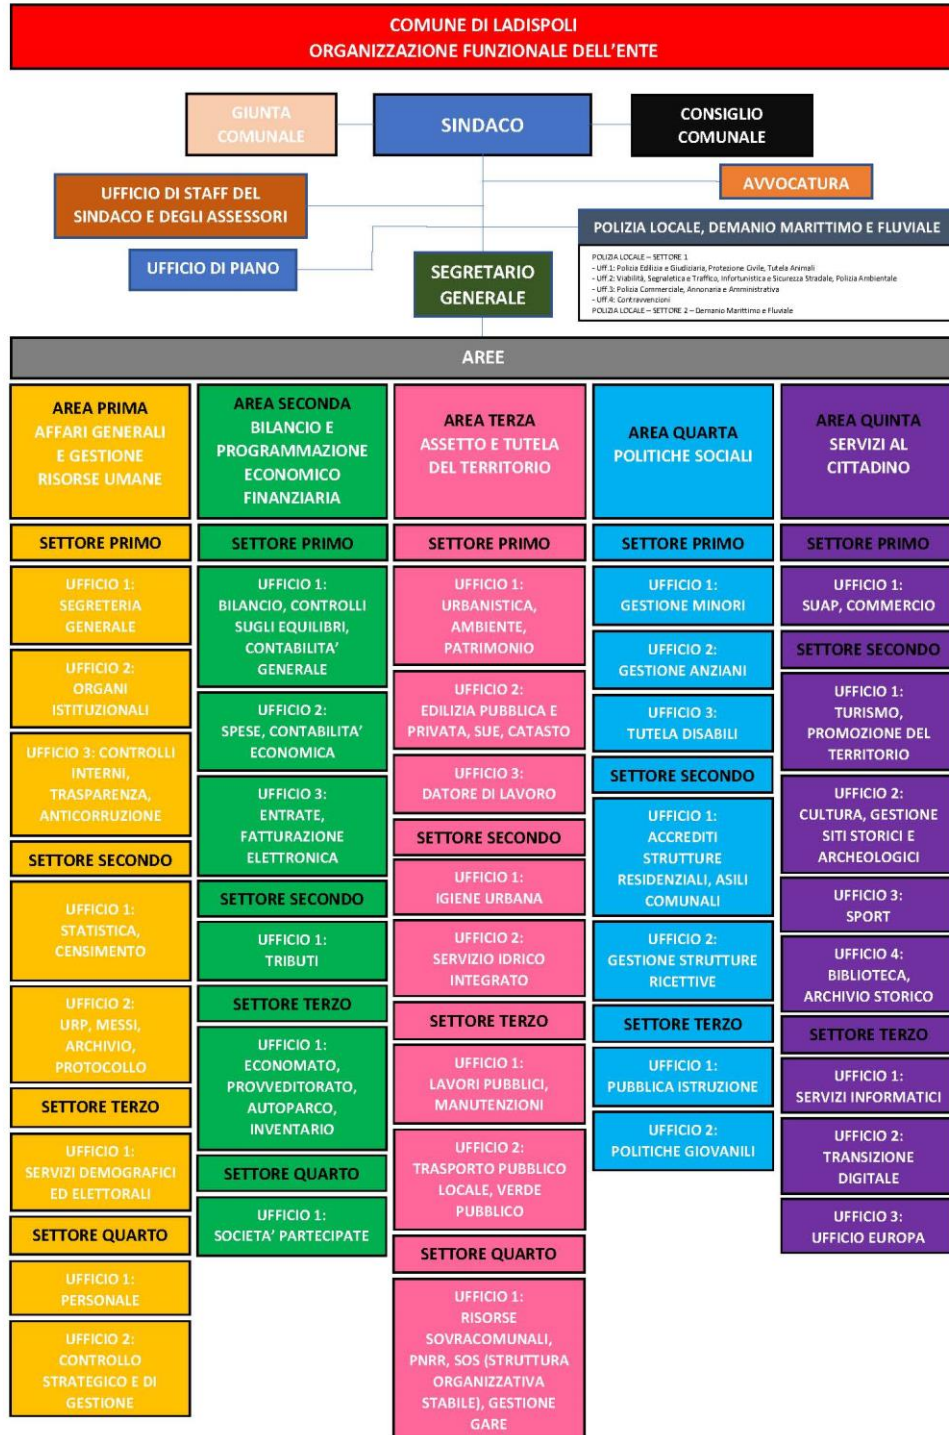 COMUNE DI LADISPOLI
ORGANIZZAZIONE FUNZIONALE DELL'ENTE
GIUNTA
COMUNALE
SINDACO
CONSIGLIO
COMUNALE
UFFICIO DI STAFF DEL
SINDACO E DEGLI ASSESSORI
AVVOCATURA
UFFICIO DI PIANO
SEGRETARIO
GENERALE
POLIZIA LOCALE, DEMANIO MARITTIMO E FLUVIALE
POLIZIA LOCALE – SETTORE 1
- Uff.1: Polizia Edilizia e Giudiziaria, Protezione Civile, Tutela Animali
- Uff.2: Viabilità, Segnaletica e Traffico, Infortunistica e Sicurezza Stradale, Polizia Ambientale
- Uff.3: Polizia Commerciale, Annonaria e Amministrativa
- Uff.4: Contravvenzioni
POLIZIA LOCALE – SETTORE 2 – Demanio Marittimo e Fluviale
AREE
AREA PRIMA
AFFARI GENERALI
E GESTIONE
RISORSE UMANE
SETTORE PRIMO
UFFICIO 1:
SEGRETERIA
GENERALE
UFFICIO 2:
ORGANI
ISTITUZIONALI
UFFICIO 3: CONTROLLI
INTERNI,
TRASPARENZA,
ANTICORRUZIONE
SETTORE SECONDO
UFFICIO 1:
STATISTICA,
CENSIMENTO
UFFICIO 2:
URP, MESSI,
ARCHIVIO,
PROTOCOLLO
SETTORE TERZO
UFFICIO 1:
SERVIZI DEMOGRAFICI
ED ELETTORALI
SETTORE QUARTO
UFFICIO 1:
PERSONALE
UFFICIO 2:
CONTROLLO
STRATEGICO E DI
GESTIONE
AREA SECONDA
BILANCIO E
PROGRAMMAZIONE
ECONOMICO
FINANZIARIA
SETTORE PRIMO
UFFICIO 1:
BILANCIO, CONTROLLI
SUGLI EQUILIBRI,
CONTABILITA'
GENERALE
UFFICIO 2:
SPESE, CONTABILITA'
ECONOMICA
UFFICIO 3:
ENTRATE,
FATTURAZIONE
ELETTRONICA
SETTORE SECONDO
UFFICIO 1:
TRIBUTI
SETTORE TERZO
UFFICIO 1:
ECONOMATO,
PROVVEDITORATO,
AUTOPARCO,
INVENTARIO
SETTORE QUARTO
UFFICIO 1:
SOCIETA' PARTECIPATE
AREA TERZA
ASSETTO E TUTELA
DEL TERRITORIO
SETTORE PRIMO
UFFICIO 1:
URBANISTICA,
AMBIENTE,
PATRIMONIO
UFFICIO 2:
EDILIZIA PUBBLICA E
PRIVATA, SUE, CATASTO
UFFICIO 3:
DATORE DI LAVORO
SETTORE SECONDO
UFFICIO 1:
IGIENE URBANA
UFFICIO 2:
SERVIZIO IDRICO
INTEGRATO
SETTORE TERZO
UFFICIO 1:
LAVORI PUBBLICI,
MANUTENZIONI
UFFICIO 2:
TRASPORTO PUBBLICO
LOCALE, VERDE
PUBBLICO
SETTORE QUARTO
UFFICIO 1:
RISORSE
SOVRACOMUNALI,
PNRR, SOS (STRUTTURA
ORGANIZZATIVA
STABILE), GESTIONE
GARE
AREA QUARTA
POLITICHE SOCIALI
SETTORE PRIMO
UFFICIO 1:
GESTIONE MINORI
UFFICIO 2:
GESTIONE ANZIANI
UFFICIO 3:
TUTELA DISABILI
SETTORE SECONDO
UFFICIO 1:
ACCREDITI
STRUTTURE
RESIDENZIALI, ASILI
COMUNALI
UFFICIO 2:
GESTIONE STRUTTURE
RICETTIVE
SETTORE TERZO
UFFICIO 1:
PUBBLICA ISTRUZIONE
UFFICIO 2:
POLITICHE GIOVANILI
AREA QUINTA
SERVIZI AL
CITTADINO
SETTORE PRIMO
UFFICIO 1:
SUAP, COMMERCIO
SETTORE SECONDO
UFFICIO 1:
TURISMO,
PROMOZIONE DEL
TERRITORIO
UFFICIO 2:
CULTURA, GESTIONE
SITI STORICI E
ARCHEOLOGICI
UFFICIO 3:
SPORT
UFFICIO 4:
BIBLIOTECA,
ARCHIVIO STORICO
SETTORE TERZO
UFFICIO 1:
SERVIZI INFORMATICI
UFFICIO 2:
TRANSIZIONE
DIGITALE
UFFICIO 3:
UFFICIO EUROPA